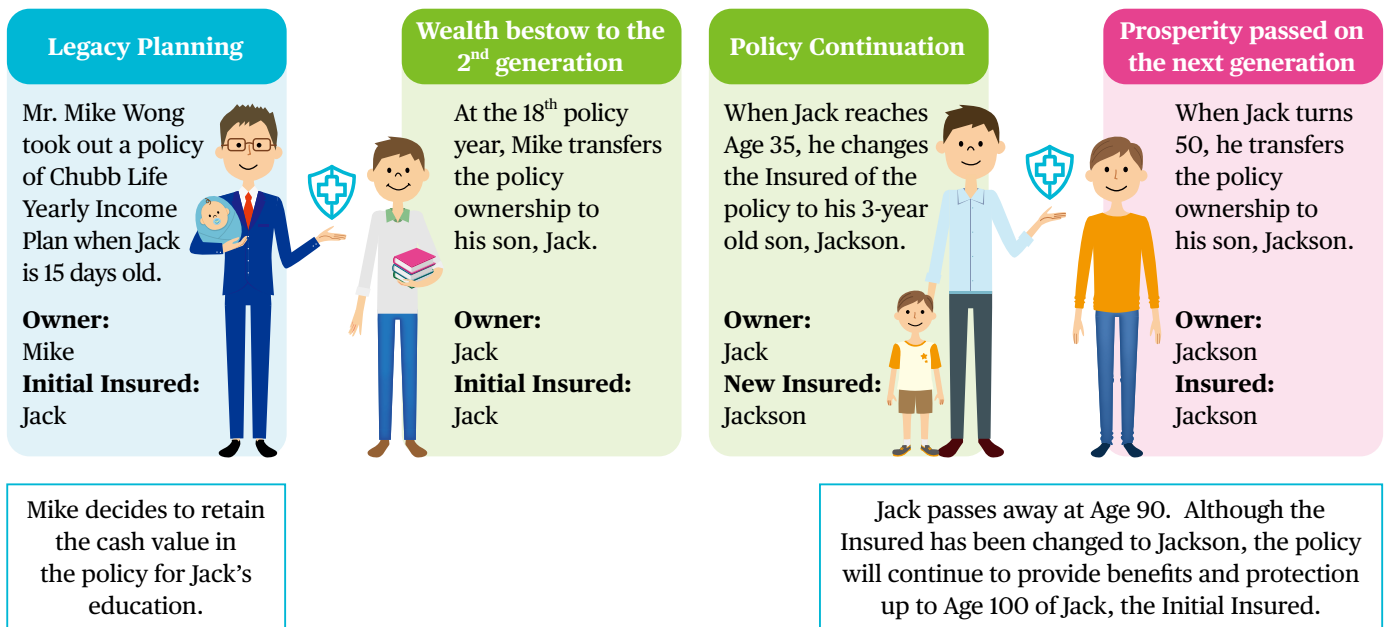 Legacy Planning
Mr. Mike Wong
took out a policy
of Chubb Life
Yearly Income
Plan when Jack
is 15 days old.
Owner:
Mike
Initial Insured:
Jack
Mike decides to retain
the cash value in
the policy for Jack's
education.
Wealth bestow to the
2nd generation
At the 18th policy
year, Mike transfers
the policy
ownership to
his son, Jack.
Owner:
Jack
Initial Insured:
Jack
Policy Continuation
When Jack reaches
Age 35, he changes
the Insured of the
policy to his 3-year
old son, Jackson.
Owner:
Jack
New Insured:
Jackson
Prosperity passed on
the next generation
When Jack turns
50, he transfers
the policy
ownership to
his son, Jackson.
Owner:
Jackson
Insured:
Jackson
Jack passes away at Age 90.  Although the
Insured has been changed to Jackson, the policy
will continue to provide benefits and protection
up to Age 100 of Jack, the Initial Insured.